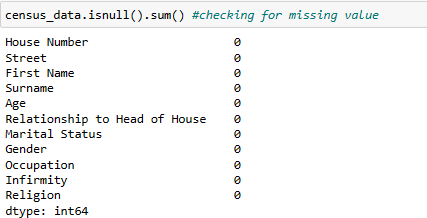 census_data.isnull().sum() #checking for missing value
House Number 0
Street 0
First Name 0
Surname 0
Age 0
Relationship to Head of House 0
Marital Status 0
Gender 0
Occupation 0
Infirmity 0
Religion 0
dtype: int64